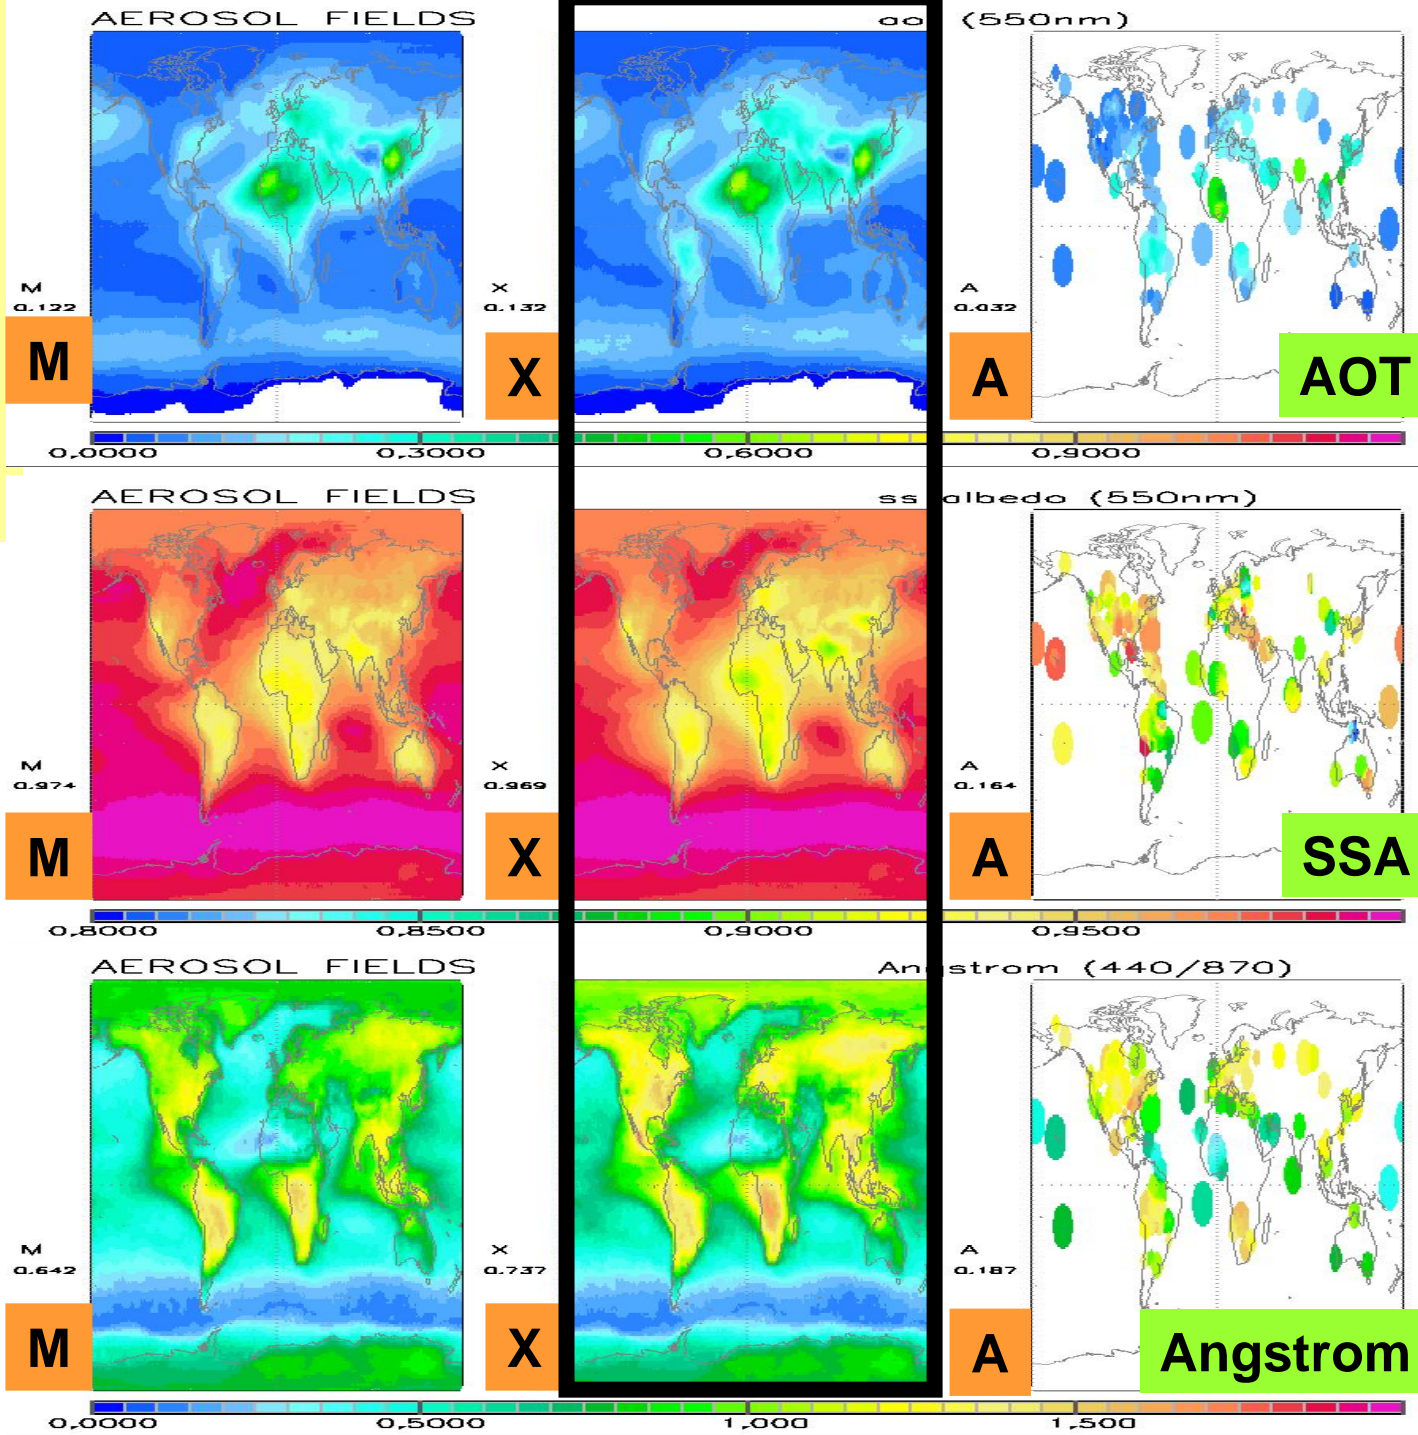 AEROSOL FIELDS (550nm)
M
0.122
X
0.132
A
0.032
M X A AOT
0,0000 0,3000 0,6000 0,9000
AEROSOL FIELDS ss albedo (550nm)
M
0.974
X
0.969
A
0.164
M X A SSA
0,8000 0,8500 0,9000 0,9500
AEROSOL FIELDS Angstrom (440/870)
M
0.642
X
0.737
A
0.187
M X A Angstrom
0,0000 0,5000 1,000 1,500